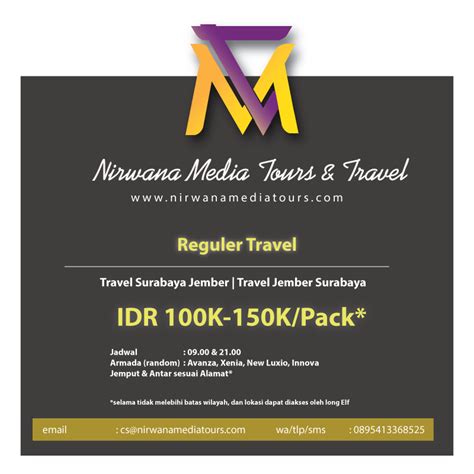 Nirwana Media Tours & Travel
www.nirwanamediatours.com
Reguler Travel
Travel Surabaya Jember | Travel Jember Surabaya
IDR 100K-150K/Pack*
Jadwal : 09.00 & 21.00
Armada (random) : Avanza, Xenia, New Luxio, Innova
Jemput & Antar sesuai Alamat*
*selama tidak melebihi batas wilayah, dan lokasi dapat diakses oleh long Elf
email : cs@nirwanamediatours.com wa/tlp/sms : 0895413368525